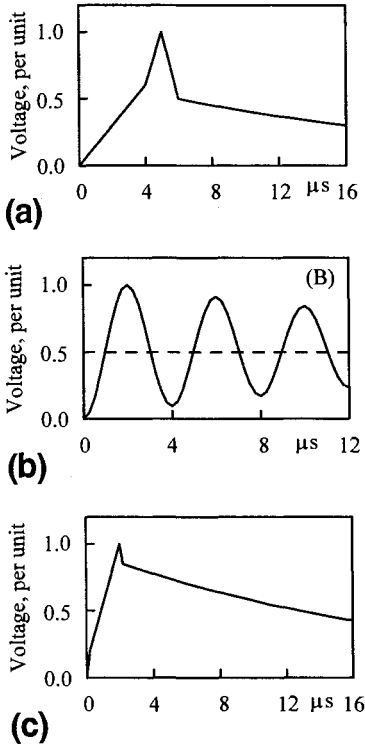 Voltage, per unit
1.0
0.5
0.0
0 4 8 12 μs 16
(a)
Voltage, per unit
(B)
1.0
0.5
0.0
0 4 8 μs 12
(b)
Voltage, per unit
1.0
0.5
0.0
0 4 8 12 μs 16
(c)